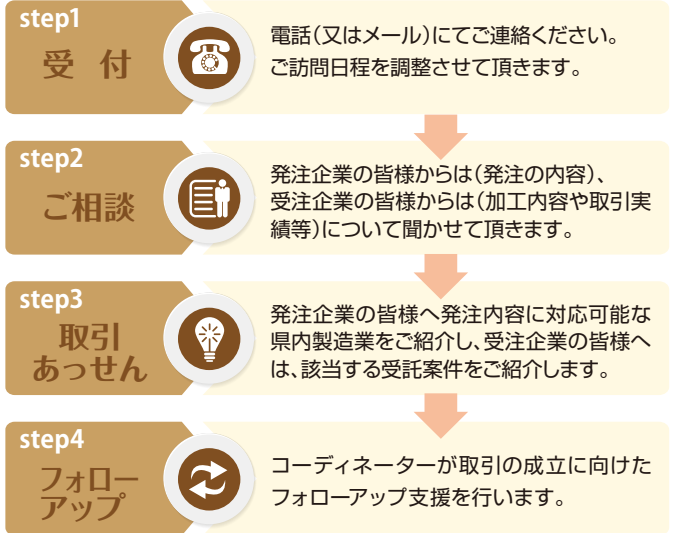 step1
受 付
電話(又はメール)にてご連絡ください。
ご訪問日程を調整させて頂きます。
step2
ご相談
発注企業の皆様からは(発注の内容)、
受注企業の皆様からは(加工内容や取引実
績等)について聞かせて頂きます。
step3
取引
あっせん
発注企業の皆様へ発注内容に対応可能な
県内製造業をご紹介し、受注企業の皆様へ
は、該当する受託案件をご紹介します。
step4
フォロー
アップ
コーディネーターが取引の成立に向けた
フォローアップ支援を行います。